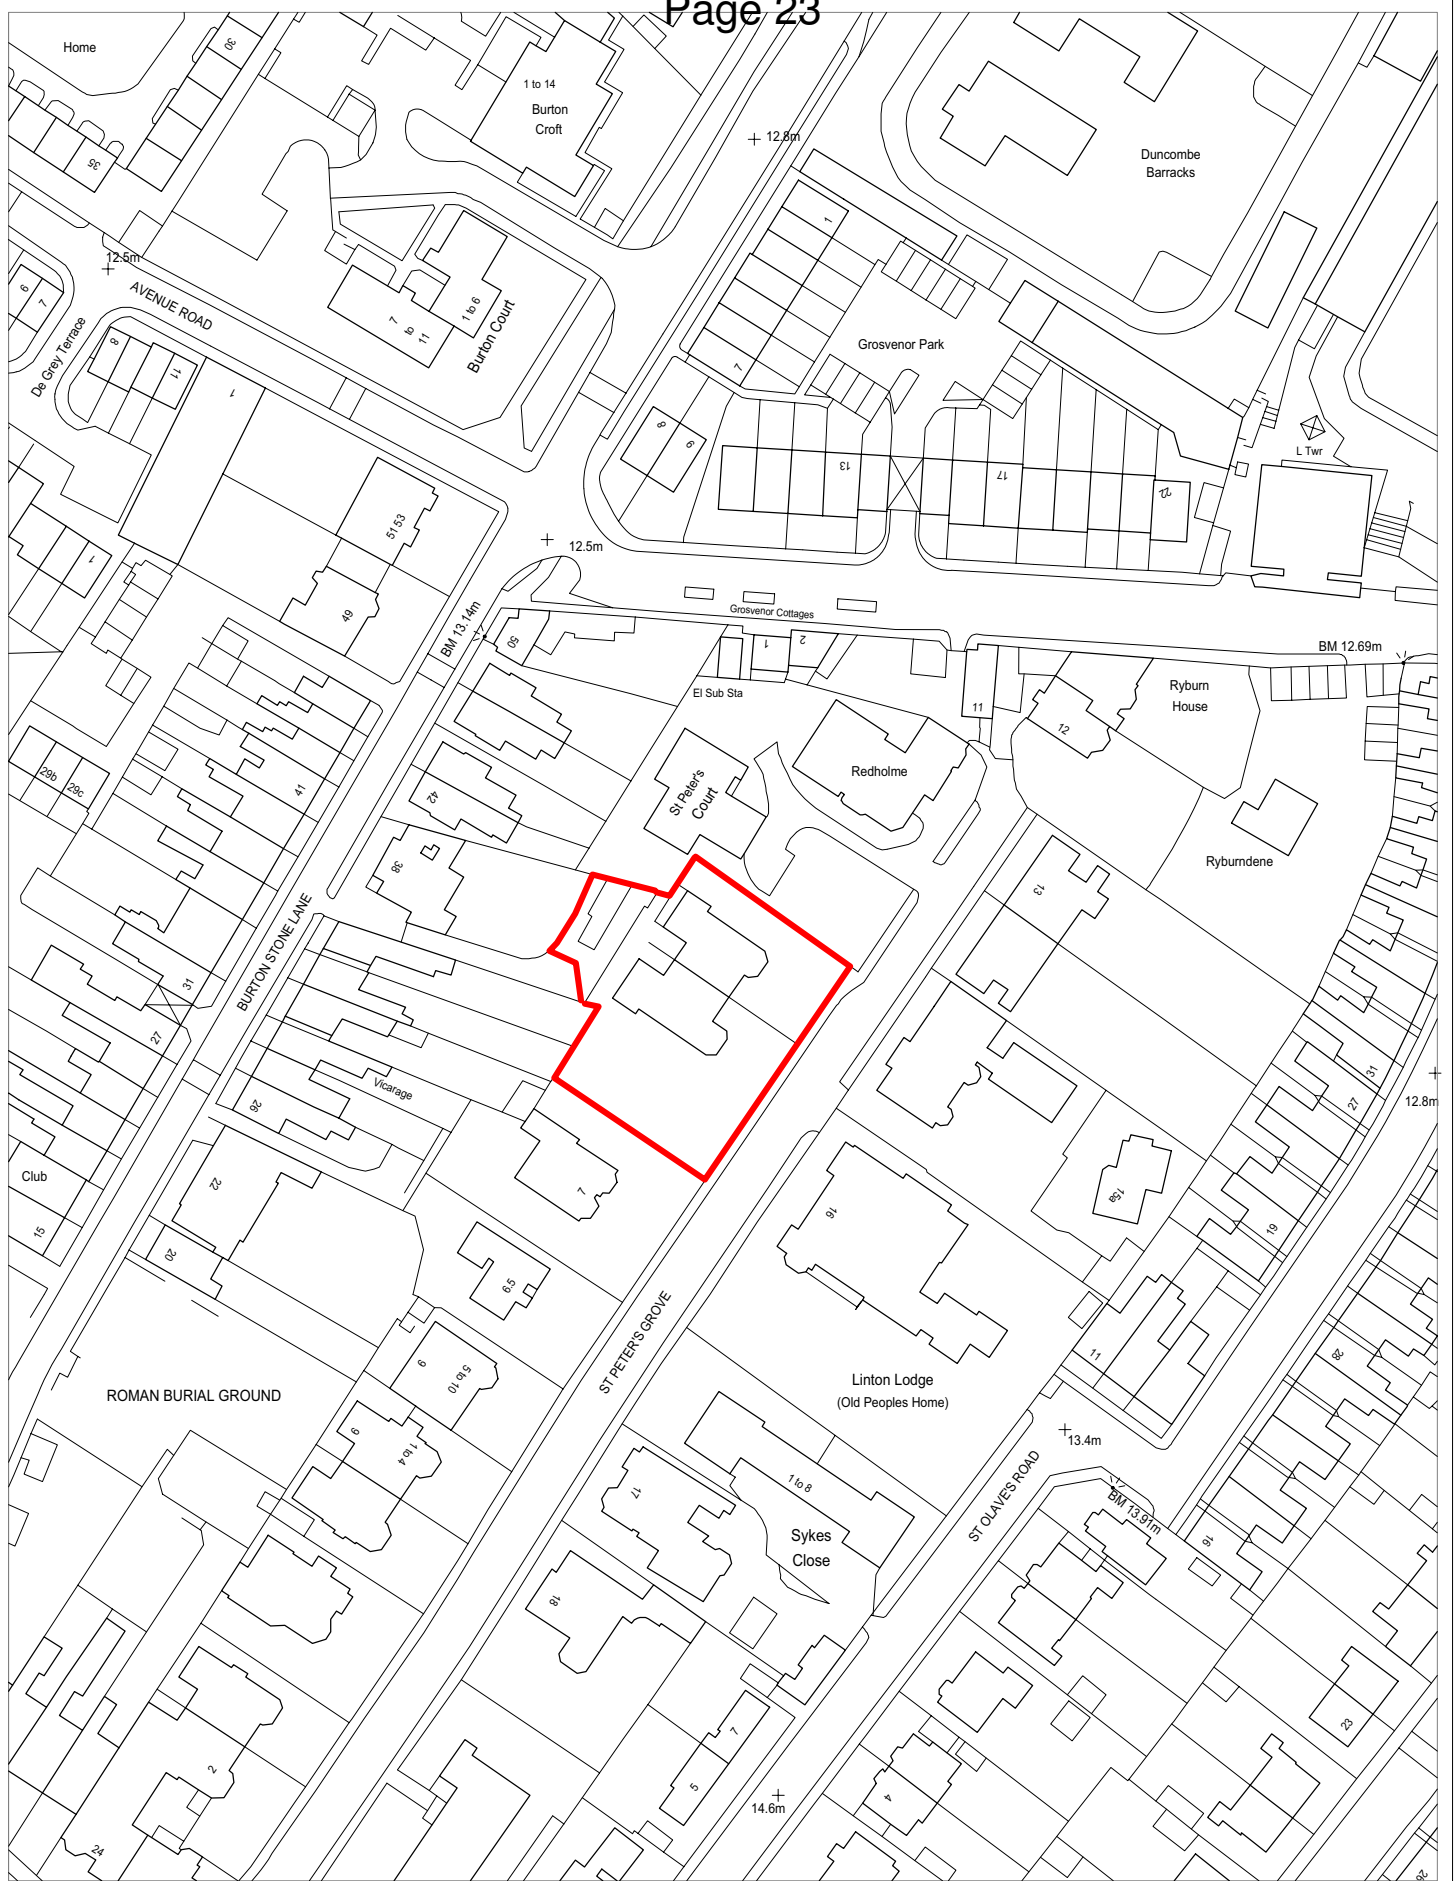 Page 23
Home
30
35
1 to 14
Burton
Croft
12.8m
Duncombe
Barracks
12.5m
AVENUE ROAD
De Grey Terrace
6
7
8
11
1
7
to
11
1 to 6
Burton Court
1
7
Grosvenor Park
8
9
13
17
22
L Twr
51 53
49
1
12.5m
BM 13.14m
50
Grosvenor Cottages
1
2
El Sub Sta
11
12
BM 12.69m
Ryburn
House
Redholme
St Peter's
Court
Ryburndene
29b
29c
41
42
38
13
31
27
BURTON STONE LANE
Vicarage
26
22
20
Club
15
7
6.5
16
15a
31
27
19
12.8m
ST PETER'S GROVE
ROMAN BURIAL GROUND
9
5 to 10
9
1 to 4
Linton Lodge
(Old Peoples Home)
11
28
13.4m
BM 13.91m
ST OLAVE'S ROAD
1 to 8
Sykes
Close
17
18
16
23
2
24
7
5
4
14.6m
26